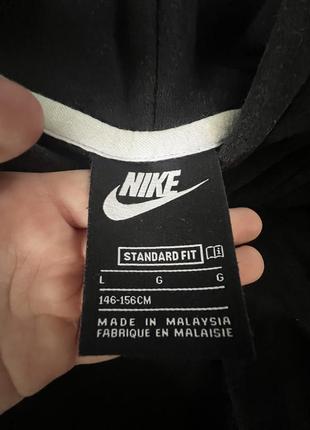 NIKE
STANDARD FIT
L G G
146-156CM
MADE IN MALAYSIA
FABRIQUE EN MALAISIE